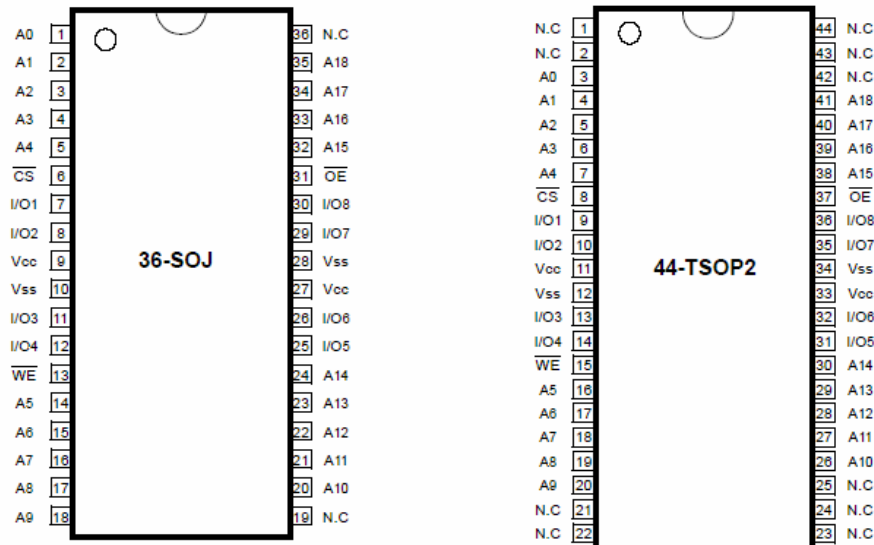 A0 1 36 N.C
A1 2 35 A18
A2 3 34 A17
A3 4 33 A16
A4 5 32 A15
CS 6 31 OE
I/O1 7 30 I/O8
I/O2 8 29 I/O7
Vcc 9 36-SOJ 28 Vss
Vss 10 27 Vcc
I/O3 11 26 I/O6
I/O4 12 25 I/O5
WE 13 24 A14
A5 14 23 A13
A6 15 22 A12
A7 16 21 A11
A8 17 20 A10
A9 18 19 N.C
N.C 1 44 N.C
N.C 2 43 N.C
A0 3 42 N.C
A1 4 41 A18
A2 5 40 A17
A3 6 39 A16
A4 7 38 A15
CS 8 37 OE
I/O1 9 36 I/O8
I/O2 10 35 I/O7
Vcc 11 44-TSOP2 34 Vss
Vss 12 33 Vcc
I/O3 13 32 I/O6
I/O4 14 31 I/O5
WE 15 30 A14
A5 16 29 A13
A6 17 28 A12
A7 18 27 A11
A8 19 26 A10
A9 20 25 N.C
N.C 21 24 N.C
N.C 22 23 N.C